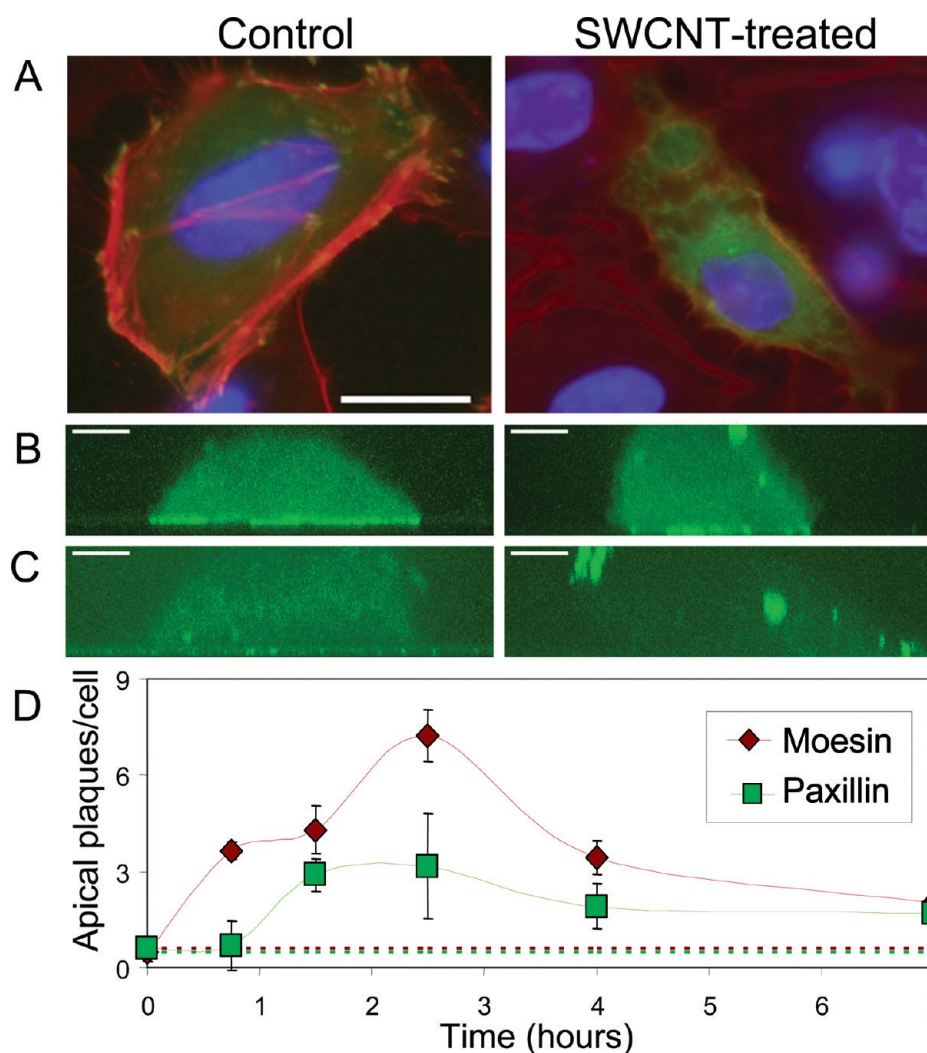 Control SWCNT-treated
A
B
C
D
Apical plaques/cell
9
6
3
0
Moesin
Paxillin
0 1 2 3 4 5 6
Time (hours)